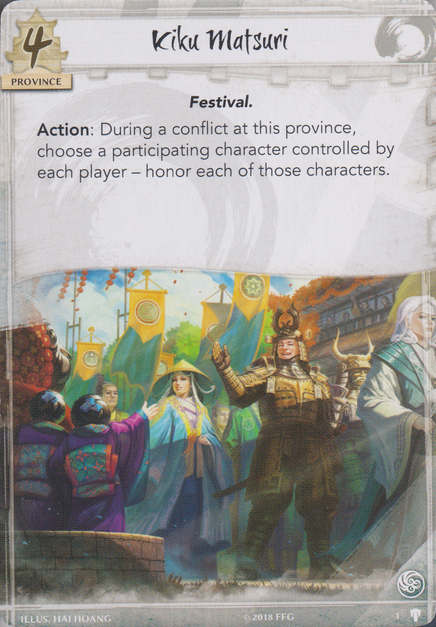 4
Kiku Matsuri
PROVINCE
Festival.
Action: During a conflict at this province,
choose a participating character controlled by
each player – honor each of those characters.
ILLUS. HAI HOANG
©2018 FFG
1